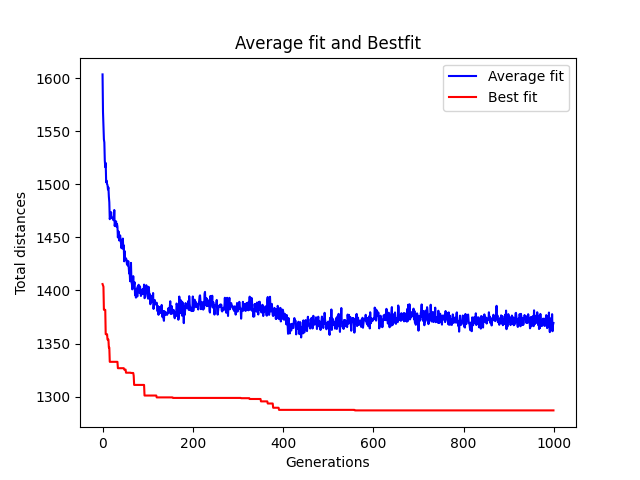 Average fit and Bestfit
Average fit
Best fit
Total distances
1600
1550
1500
1450
1400
1350
1300
0 200 400 600 800 1000
Generations